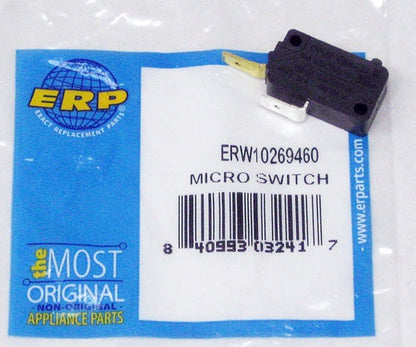 ERP
EXACT REPLACEMENT PARTS
ERW10269460
MICRO SWITCH
8 40993 03241 7
the MOST
ORIGINAL
- NON-ORIGINAL -
APPLIANCE PARTS
- www.erparts.com -